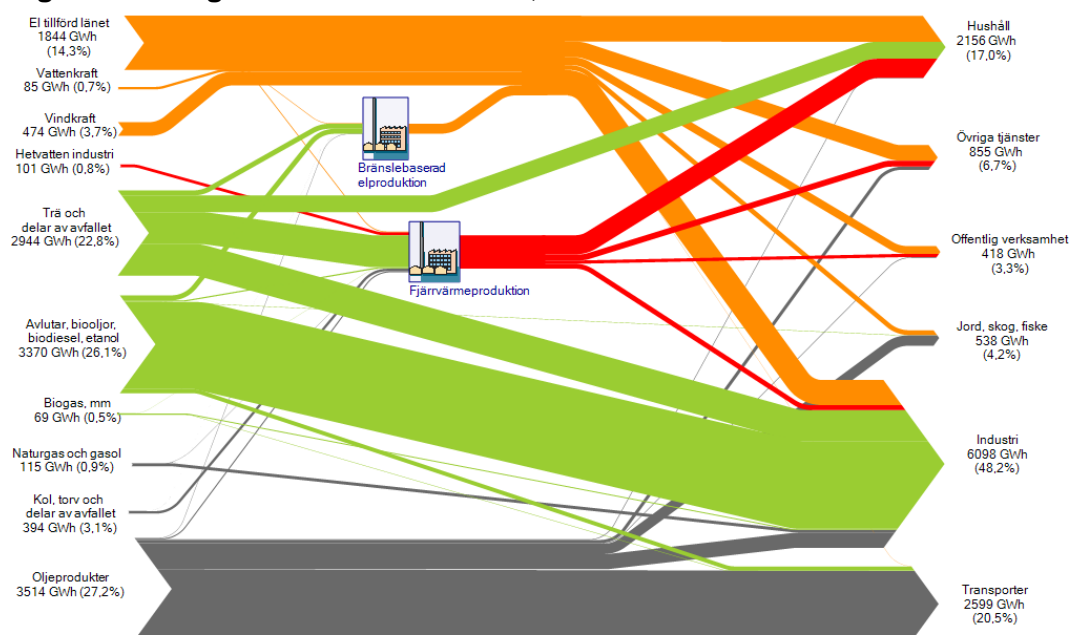 El tillförd länet
1844 GWh
(14,3%)
Vattenkraft
85 GWh (0,7%)
Vindkraft
474 GWh (3,7%)
Hetvatten industri
101 GWh (0,8%)
Trä och
delar av avfallet
2944 GWh (22,8%)
Avlutar, biooljor,
biodiesel, etanol
3370 GWh (26,1%)
Biogas, mm
69 GWh (0,5%)
Naturgas och gasol
115 GWh (0,9%)
Kol, torv och
delar av avfallet
394 GWh (3,1%)
Oljeprodukter
3514 GWh (27,2%)
Bränslebaserad
elproduktion
Fjärrvärmeproduktion
Hushåll
2156 GWh
(17,0%)
Övriga tjänster
855 GWh
(6,7%)
Offentlig verksamhet
418 GWh
(3,3%)
Jord, skog, fiske
538 GWh
(4,2%)
Industri
6098 GWh
(48,2%)
Transporter
2599 GWh
(20,5%)